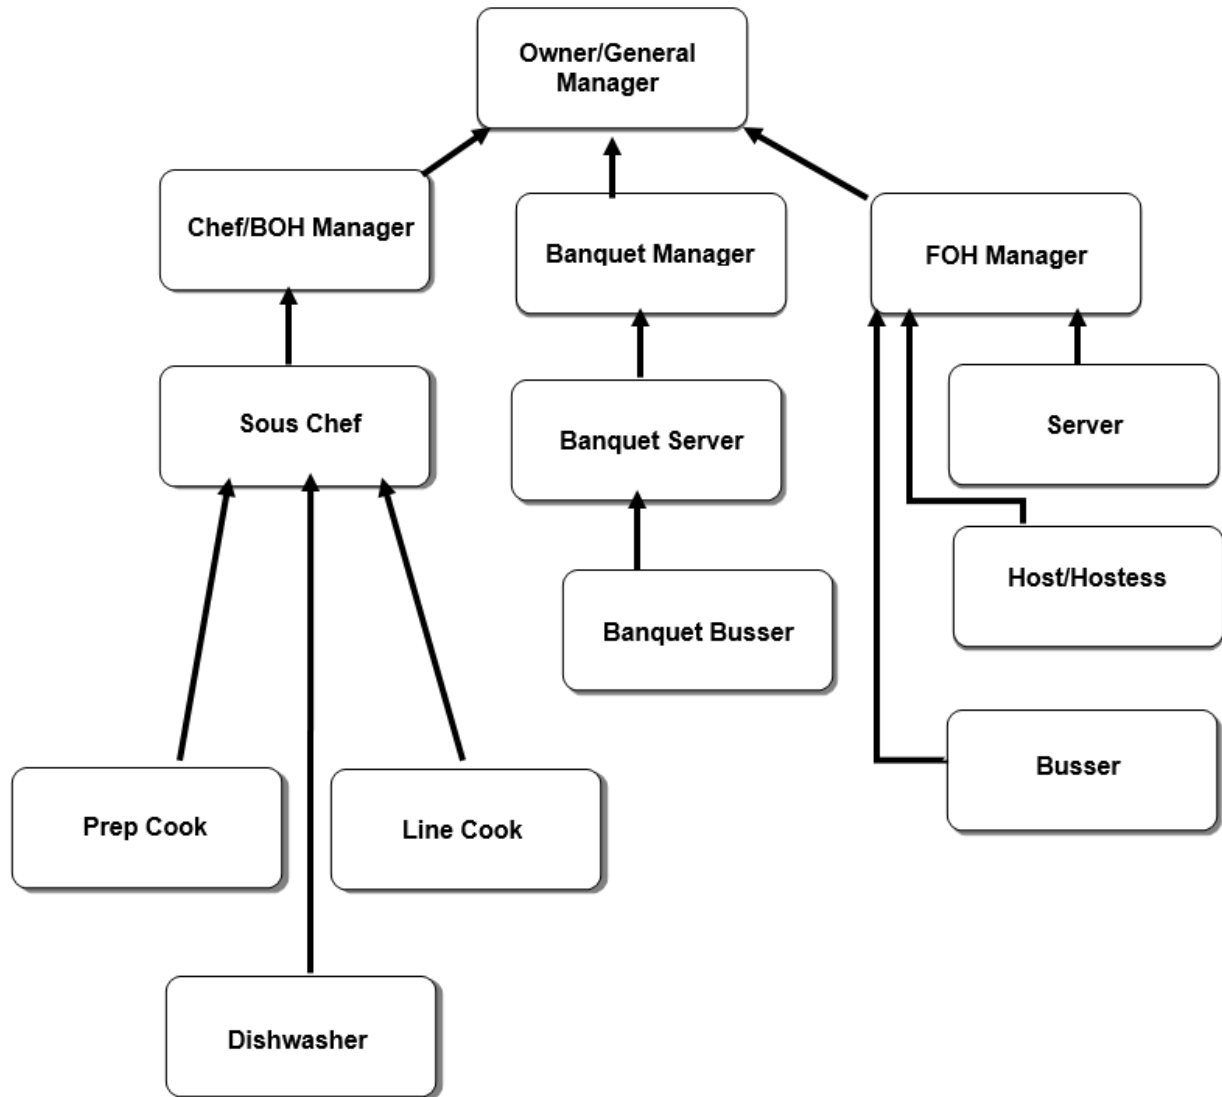 Owner/General
Manager
Chef/BOH Manager
Banquet Manager
FOH Manager
Sous Chef
Banquet Server
Server
Host/Hostess
Banquet Busser
Busser
Prep Cook
Line Cook
Dishwasher